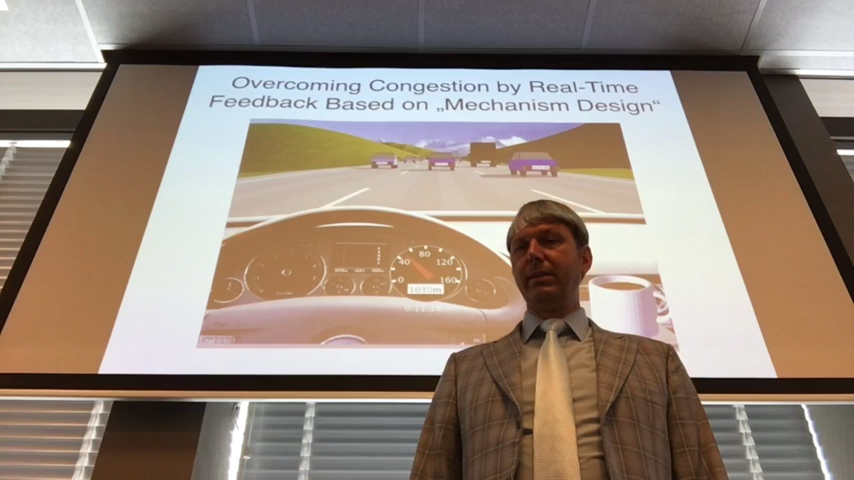 Overcoming Congestion by Real-Time
Feedback Based on „Mechanism Design“
40 80 120
0 160
1030m